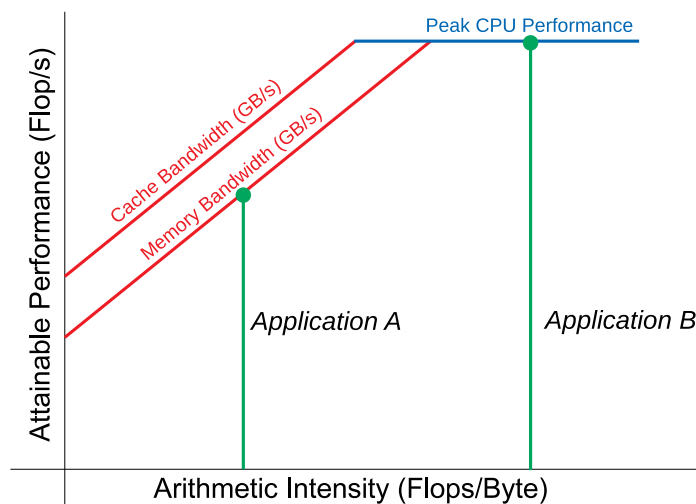 Peak CPU Performance
Cache Bandwidth (GB/s)
Memory Bandwidth (GB/s)
Attainable Performance (Flop/s)
Application A
Application B
Arithmetic Intensity (Flops/Byte)